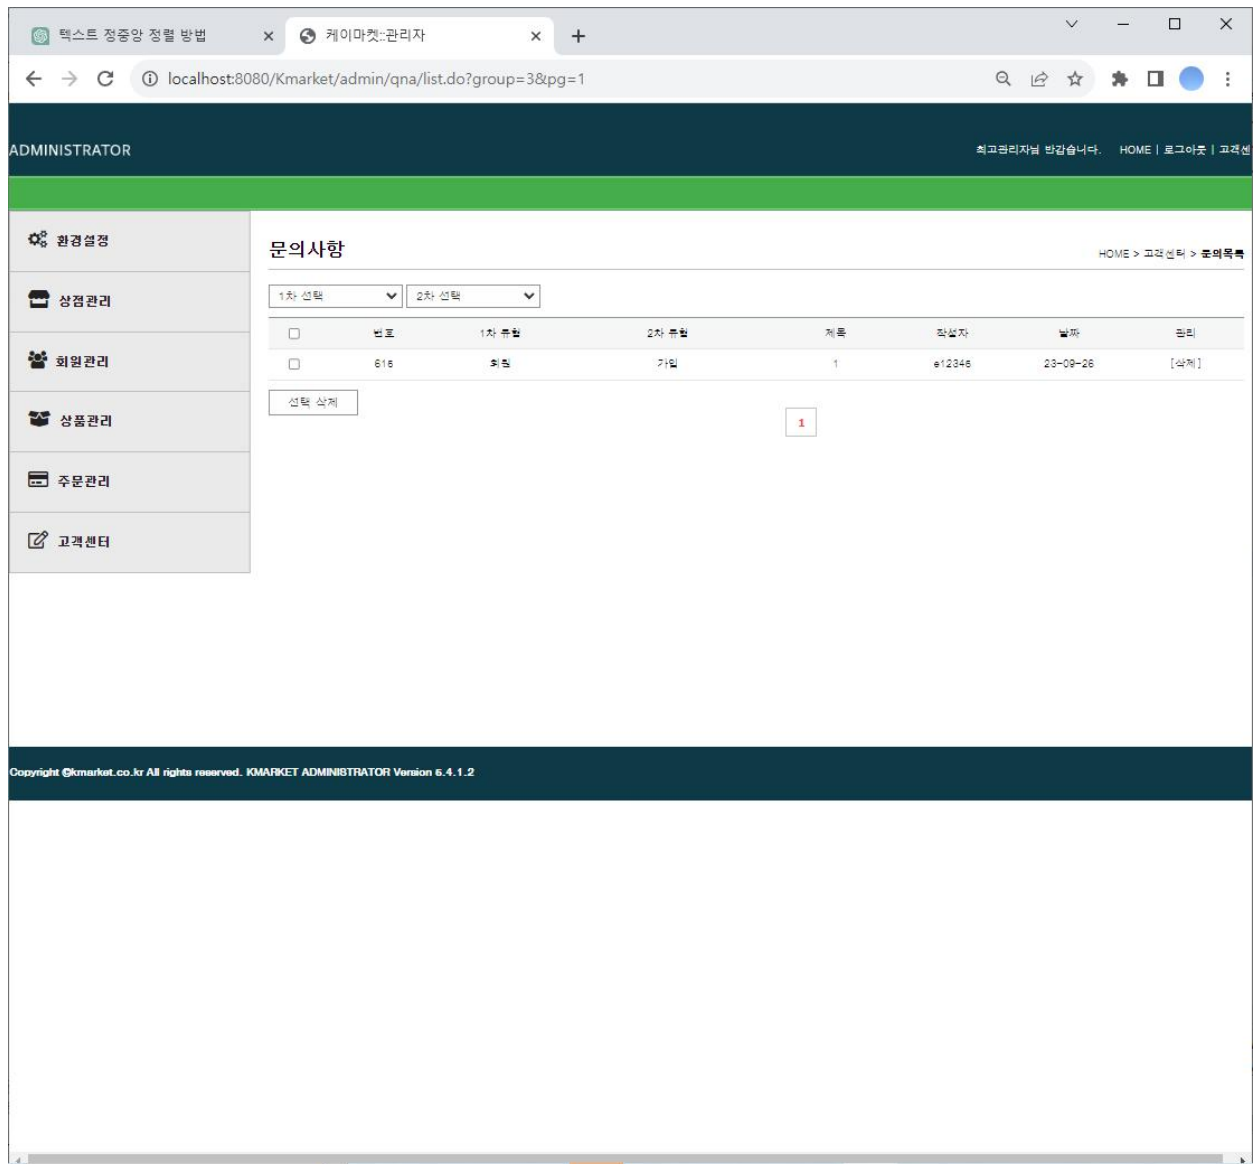 텍스트 정중앙 정렬 방법
케이마켓::관리자
localhost:8080/Kmarket/admin/qna/list.do?group=3&pg=1
ADMINISTRATOR
최고관리자님 반갑습니다. HOME | 로그아웃 | 고객센
환경설정
상점관리
회원관리
상품관리
주문관리
고객센터
문의사항
HOME > 고객센터 > 문의목록
1차 선택 2차 선택
번호 1차 유형 2차 유형 제목 작성자 날짜 관리
616 회원 가입 1 e12346 23-09-26 [삭제]
선택 삭제
1
Copyright ©kmarket.co.kr All rights reserved. KMARKET ADMINISTRATOR Version 5.4.1.2